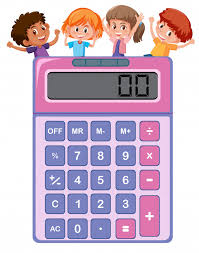 00
OFF MR M- M+ ÷
% 7 8 9 ×
+/- 4 5 6 -
C 1 2 3 +
AC 0 . =